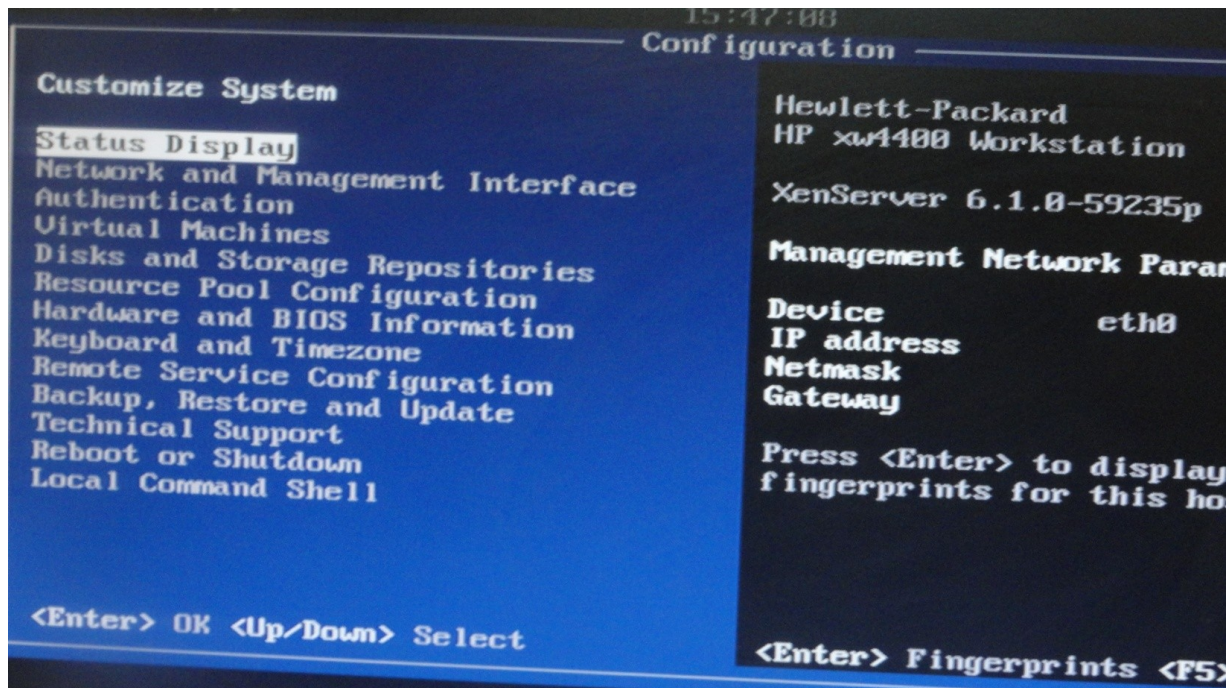 15:47:08
Configuration
Customize System
Status Display
Network and Management Interface
Authentication
Virtual Machines
Disks and Storage Repositories
Resource Pool Configuration
Hardware and BIOS Information
Keyboard and Timezone
Remote Service Configuration
Backup, Restore and Update
Technical Support
Reboot or Shutdown
Local Command Shell
<Enter> OK <Up/Down> Select
Hewlett-Packard
HP xw4400 Workstation
XenServer 6.1.0-59235p
Management Network Param
Device eth0
IP address
Netmask
Gateway
Press <Enter> to display
fingerprints for this ho
<Enter> Fingerprints <F5>